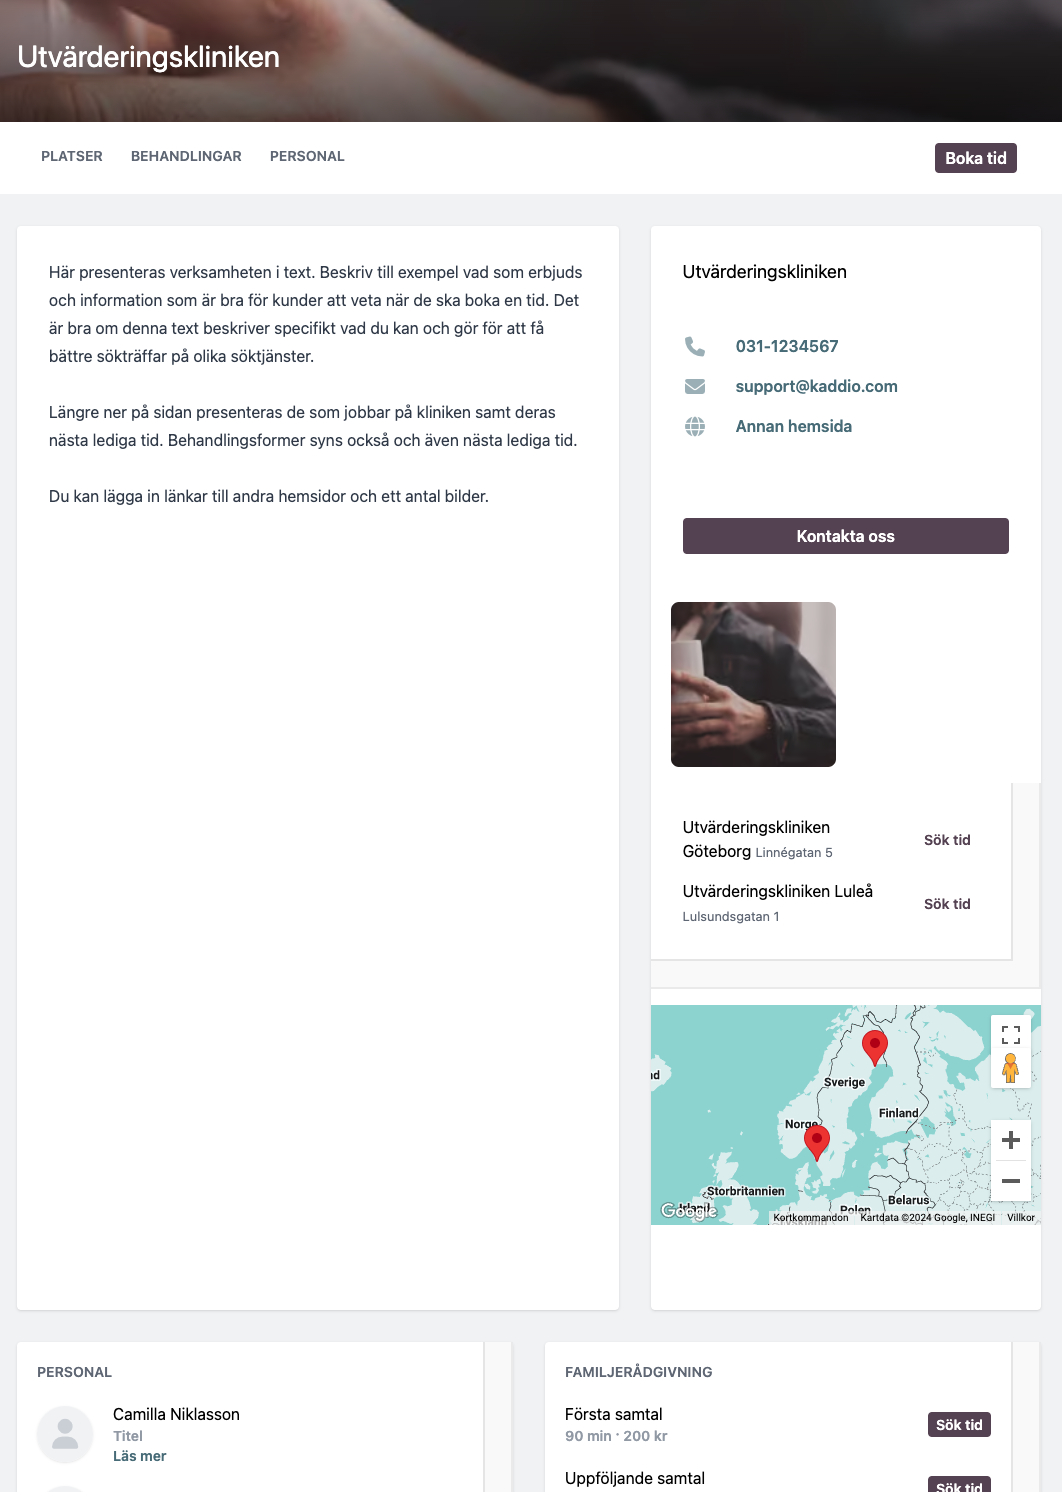 Utvärderingskliniken
PLATSER BEHANDLINGAR PERSONAL Boka tid
Här presenteras verksamheten i text. Beskriv till exempel vad som erbjuds
och information som är bra för kunder att veta när de ska boka en tid. Det
är bra om denna text beskriver specifikt vad du kan och gör för att få
bättre sökträffar på olika söktjänster.
Längre ner på sidan presenteras de som jobbar på kliniken samt deras
nästa lediga tid. Behandlingsformer syns också och även nästa lediga tid.
Du kan lägga in länkar till andra hemsidor och ett antal bilder.
Utvärderingskliniken
031-1234567
support@kaddio.com
Annan hemsida
Kontakta oss
Utvärderingskliniken
Göteborg Linnégatan 5
Sök tid
Utvärderingskliniken Luleå
Lulsundsgatan 1
Sök tid
nd
Sverige
Finland
Norge
Storbritannien
Irland
Belarus
Polen
Tyskland
Google
Kortkommandon Kartdata ©2024 Google, INEGI Villkor
PERSONAL
Camilla Niklasson
Titel
Läs mer
FAMILJERÅDGIVNING
Första samtal
90 min · 200 kr
Sök tid
Uppföljande samtal
Sök tid